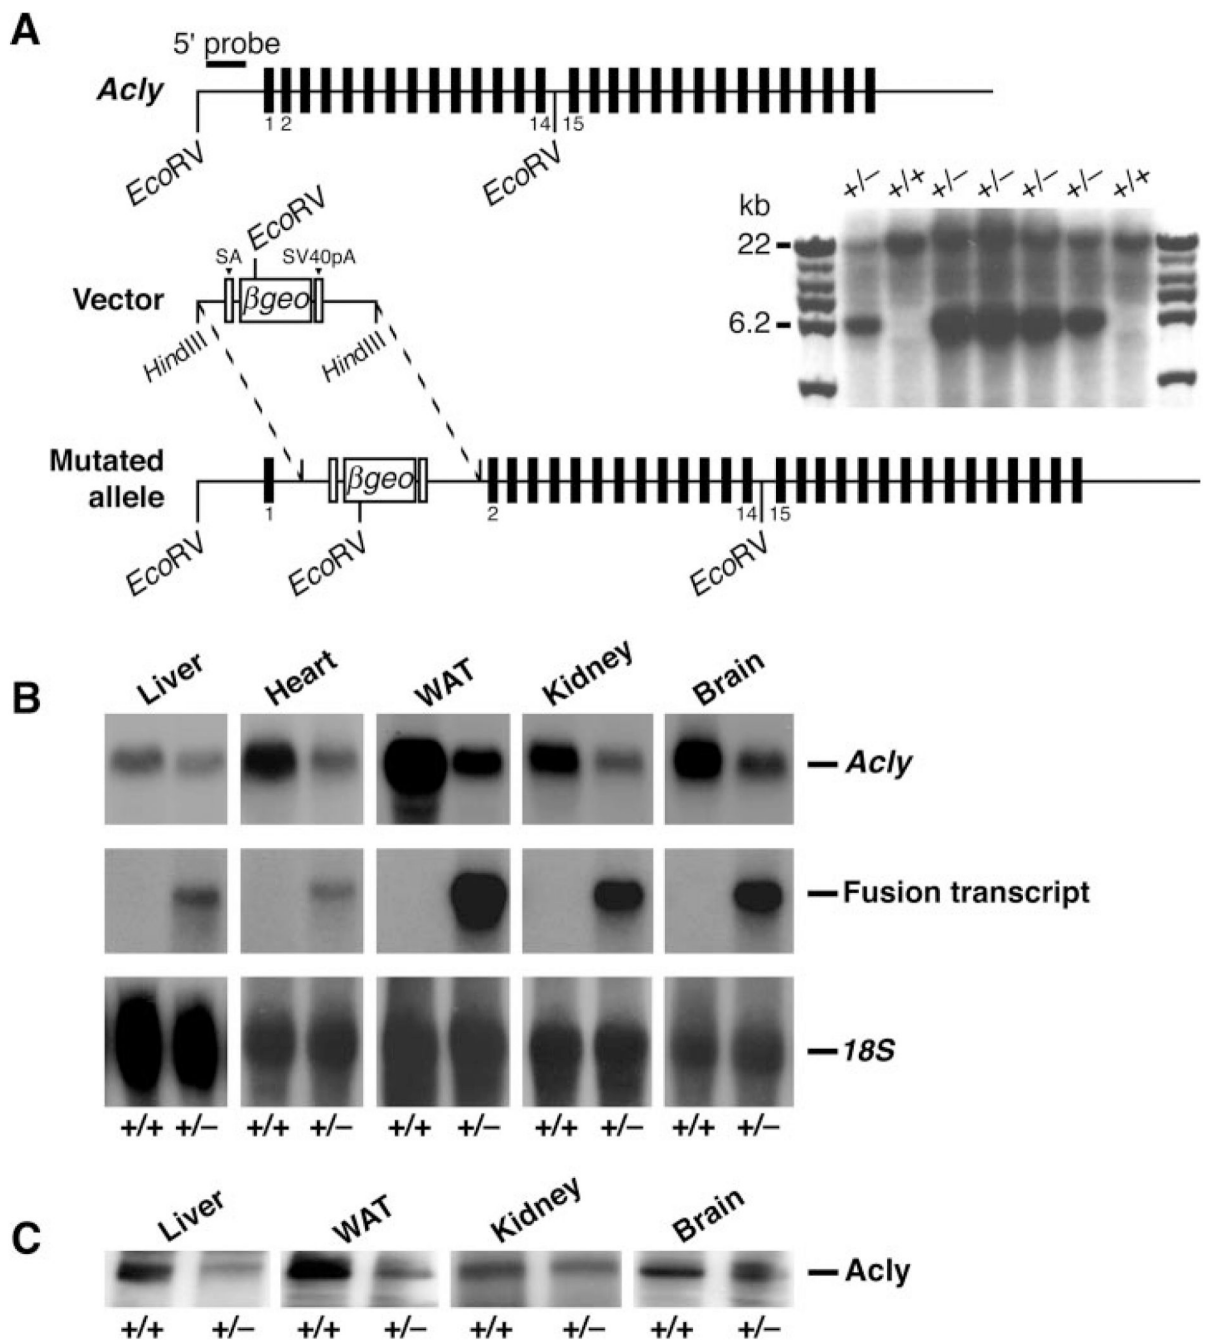 A
5' probe
Acly
1 2 14 15
EcoRV EcoRV
EcoRV
SA SV40pA
Vector βgeo
HindIII HindIII
kb +/– +/+ +/– +/– +/– +/– +/+
22
6.2
Mutated
allele
βgeo
1 2 14 15
EcoRV EcoRV EcoRV
B
Liver Heart WAT Kidney Brain
Acly
Fusion transcript
18S
+/+ +/– +/+ +/– +/+ +/– +/+ +/– +/+ +/–
C
Liver WAT Kidney Brain
Acly
+/+ +/– +/+ +/– +/+ +/– +/+ +/–